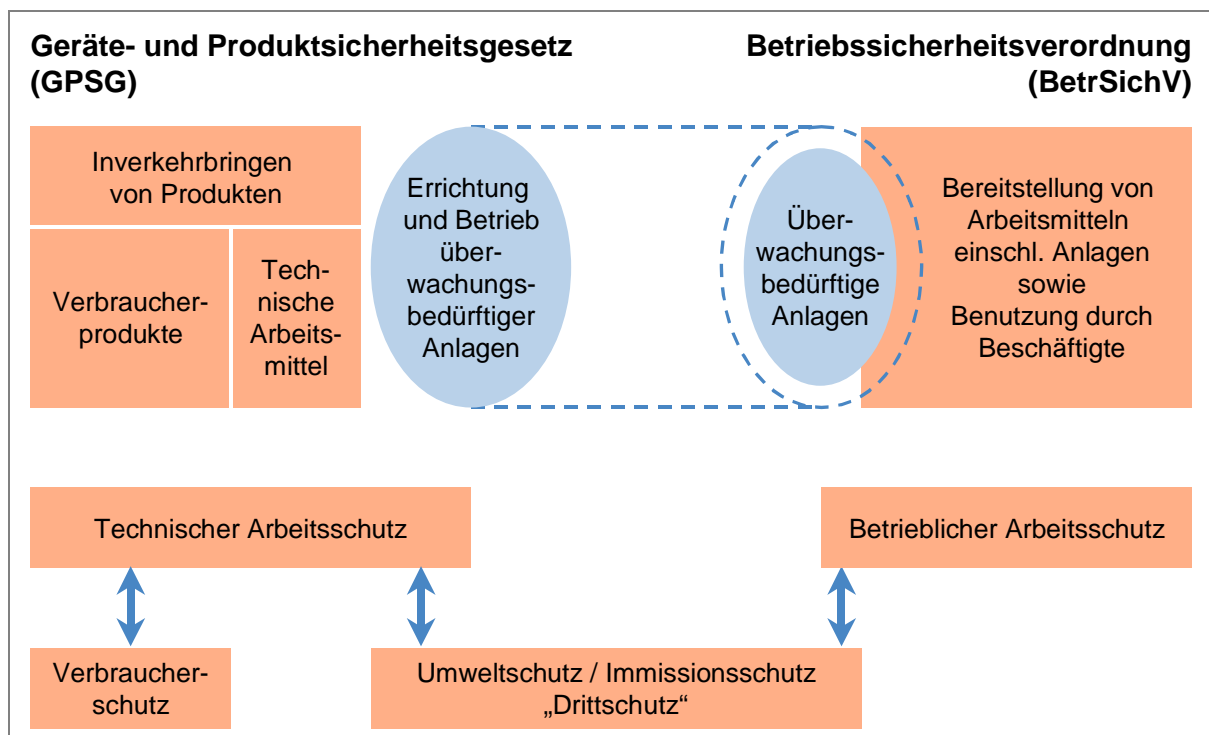 Geräte- und Produktsicherheitsgesetz
(GPSG)
Betriebssicherheitsverordnung
(BetrSichV)
Inverkehrbringen
von Produkten
Verbraucher-
produkte
Tech-
nische
Arbeits-
mittel
Errichtung
und Betrieb
über-
wachungs-
bedürftiger
Anlagen
Über-
wachungs-
bedürftige
Anlagen
Bereitstellung von
Arbeitsmitteln
einschl. Anlagen
sowie
Benutzung durch
Beschäftigte
Technischer Arbeitsschutz
Betrieblicher Arbeitsschutz
Verbraucher-
schutz
Umweltschutz / Immissionsschutz
„Drittschutz“